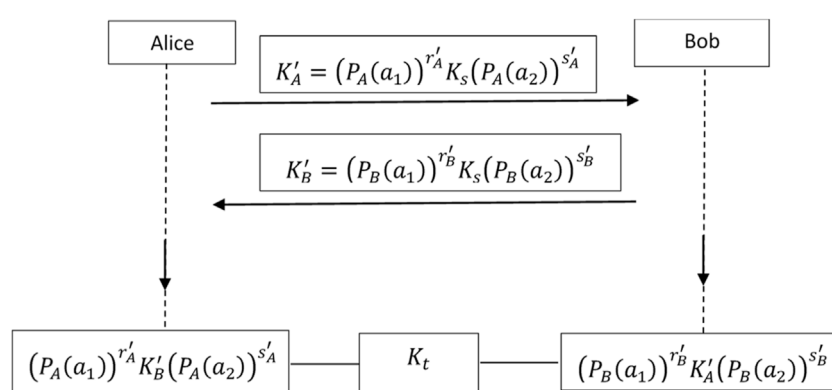 Alice
Bob
K'_A = (P_A(a_1))^{r'_A} K_s (P_A(a_2))^{s'_A}
K'_B = (P_B(a_1))^{r'_B} K_s (P_B(a_2))^{s'_B}
(P_A(a_1))^{r'_A} K'_B (P_A(a_2))^{s'_A}
K_t
(P_B(a_1))^{r'_B} K'_A (P_B(a_2))^{s'_B}